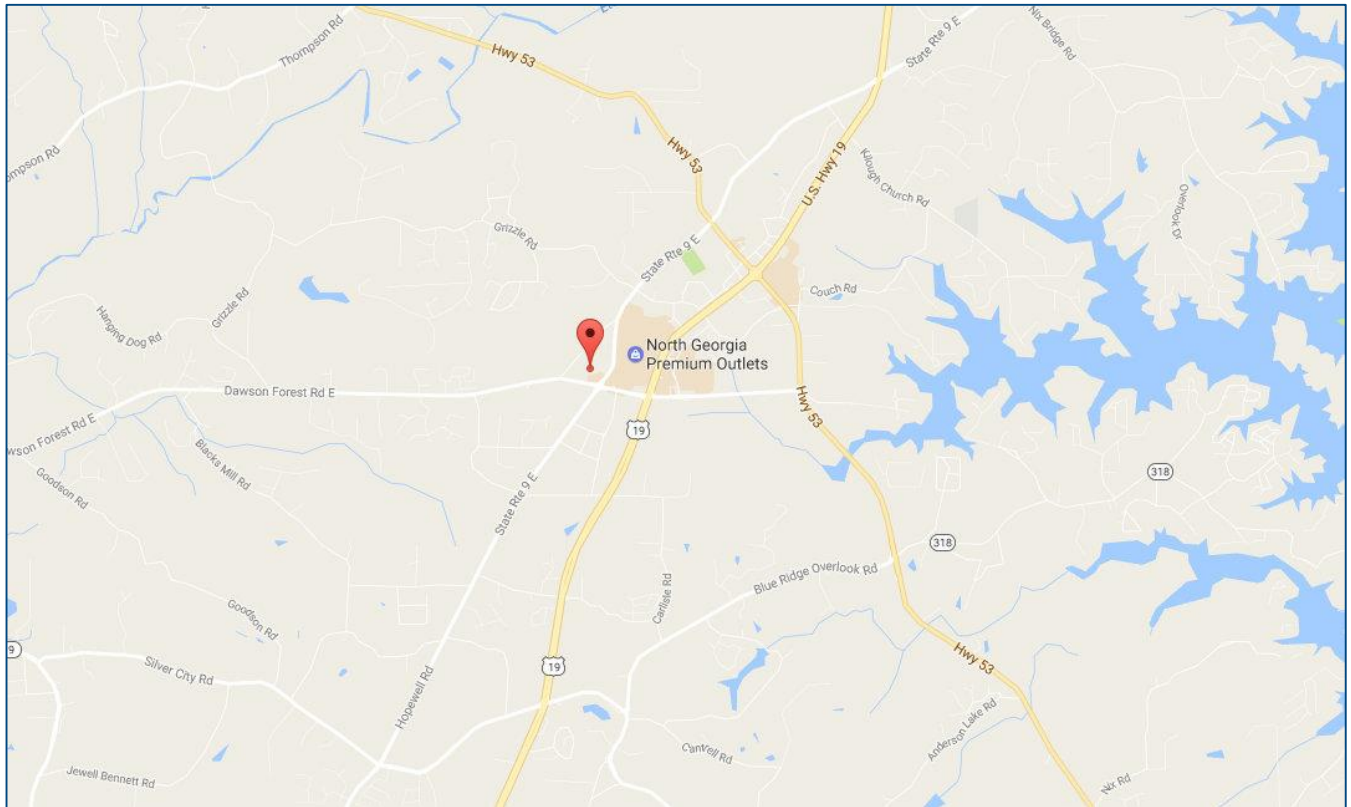 Thompson Rd
Hwy 53
State Rte 9 E
Nix Bridge Rd
Hwy 53
U.S. Hwy 19
Kilough Church Rd
Overlook Dr
Grizzle Rd
State Rte 9 E
Couch Rd
Hanging Dog Rd
Grizzle Rd
North Georgia
Premium Outlets
Dawson Forest Rd E
Hwy 53
19
wson Forest Rd E
Blacks Mill Rd
Goodson Rd
State Rte 9 E
318
318
Blue Ridge Overlook Rd
Carlisle Rd
Goodson Rd
9
Silver City Rd
19
Hopewell Rd
Hwy 53
Anderson Lake Rd
Cantrell Rd
Jewell Bennett Rd
Nix Rd